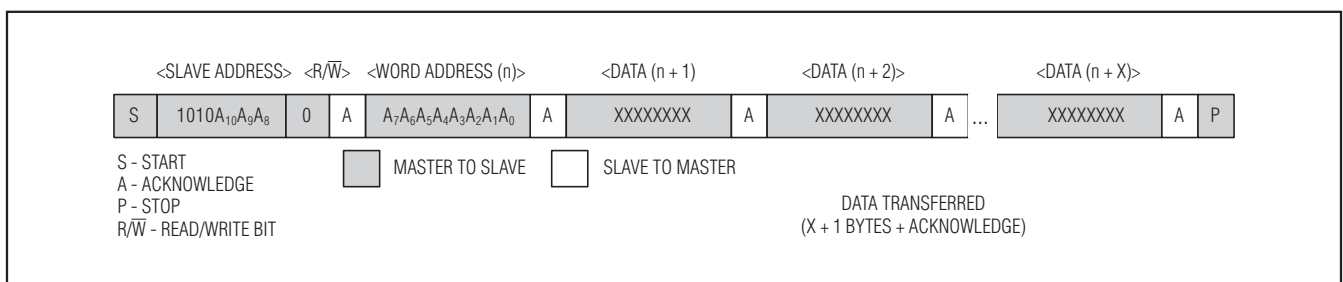 <SLAVE ADDRESS> <R/W̅> <WORD ADDRESS (n)> <DATA (n + 1) <DATA (n + 2)> <DATA (n + X)>
S 1010A₁₀A₉A₈ 0 A A₇A₆A₅A₄A₃A₂A₁A₀ A XXXXXXXX A XXXXXXXX A ... XXXXXXXX A P
S - START
A - ACKNOWLEDGE
P - STOP
R/W̅ - READ/WRITE BIT
MASTER TO SLAVE SLAVE TO MASTER
DATA TRANSFERRED
(X + 1 BYTES + ACKNOWLEDGE)